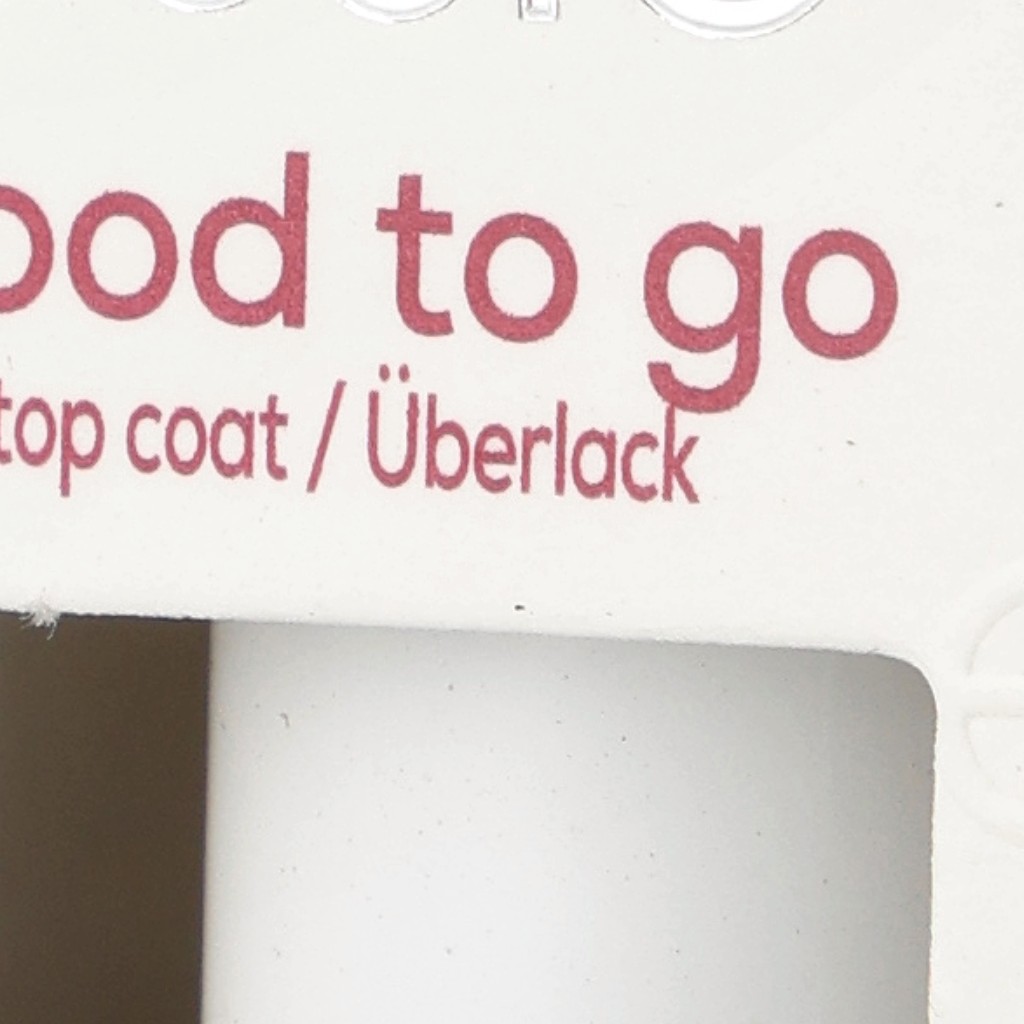 ood to go
top coat / Überlack